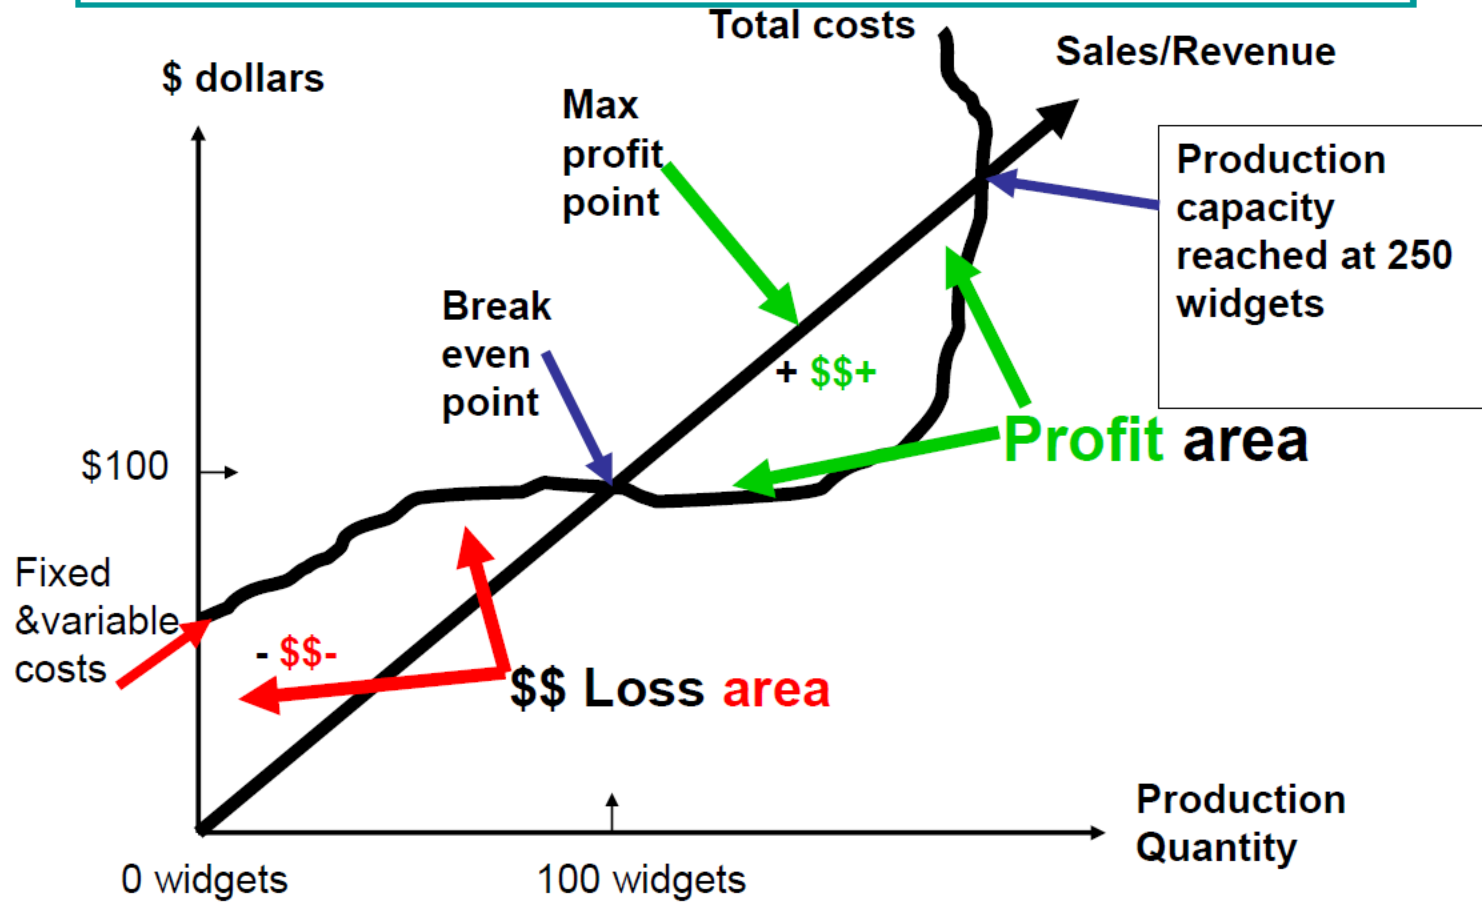 Total costs
Sales/Revenue
$ dollars
Max
profit
point
Production
capacity
reached at 250
widgets
Break
even
point
+ $$+
Profit area
$100
Fixed
&variable
costs
- $$-
$$ Loss area
Production
Quantity
0 widgets
100 widgets